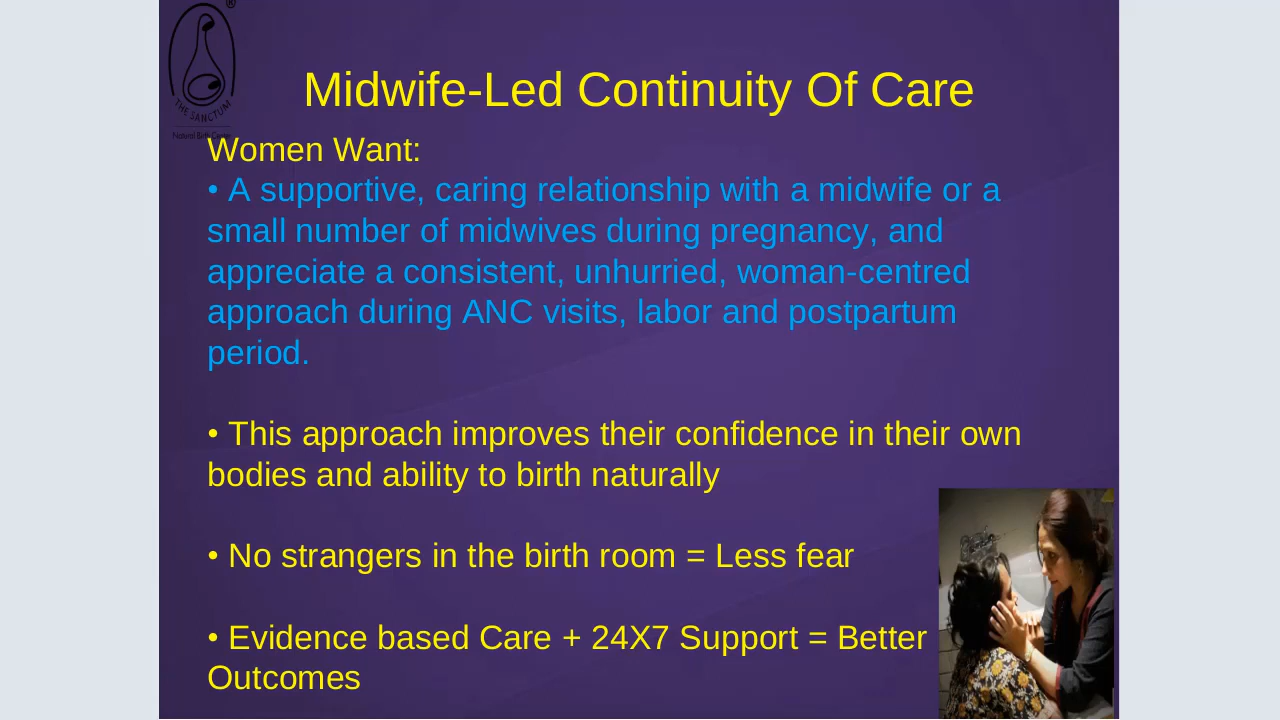 ®
THE SANCTUM
Natural Birth Centre
Midwife-Led Continuity Of Care
Women Want:
• A supportive, caring relationship with a midwife or a
small number of midwives during pregnancy, and
appreciate a consistent, unhurried, woman-centred
approach during ANC visits, labor and postpartum
period.
• This approach improves their confidence in their own
bodies and ability to birth naturally
• No strangers in the birth room = Less fear
• Evidence based Care + 24X7 Support = Better
Outcomes